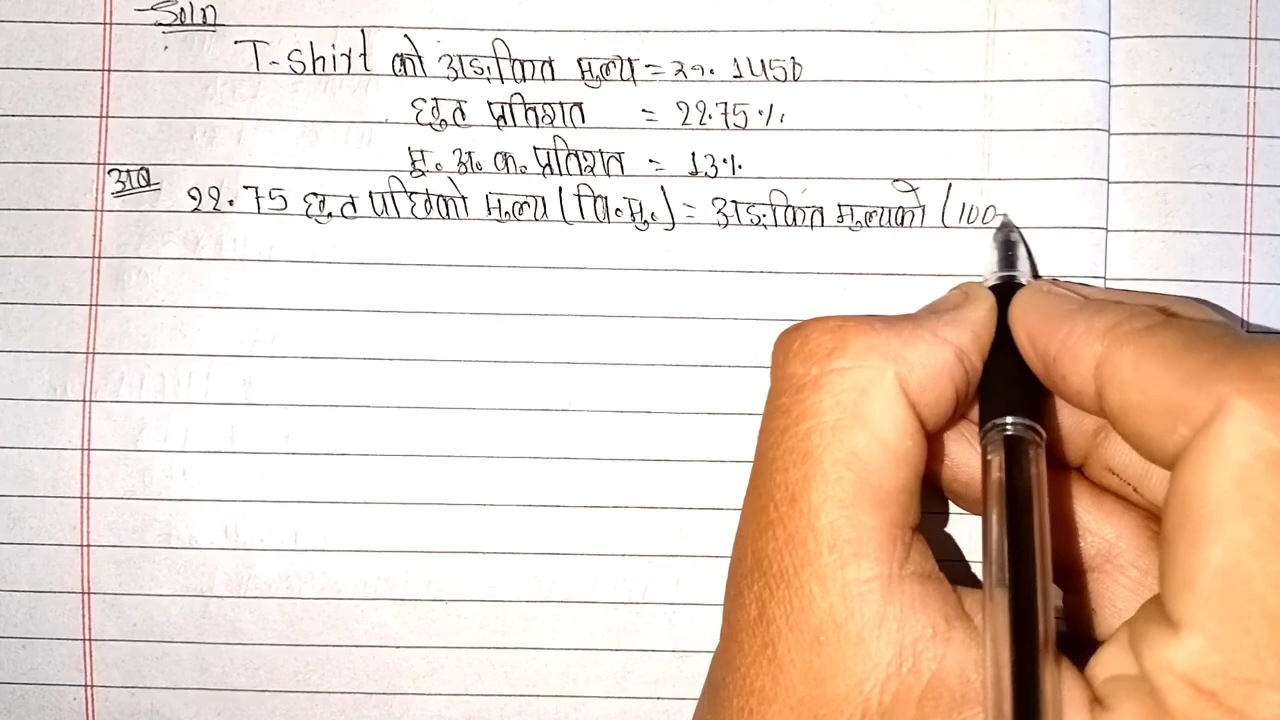 Soln
T-shirt को अङ्कित मुल्य = रु. 1450
छुत प्रतिशत = 22.75%
मु. अ. क. प्रतिशत = 13%
अब 22.75 छुत पछिको मुल्य (वि.मु.) = अङ्कित मुल्यको (100-